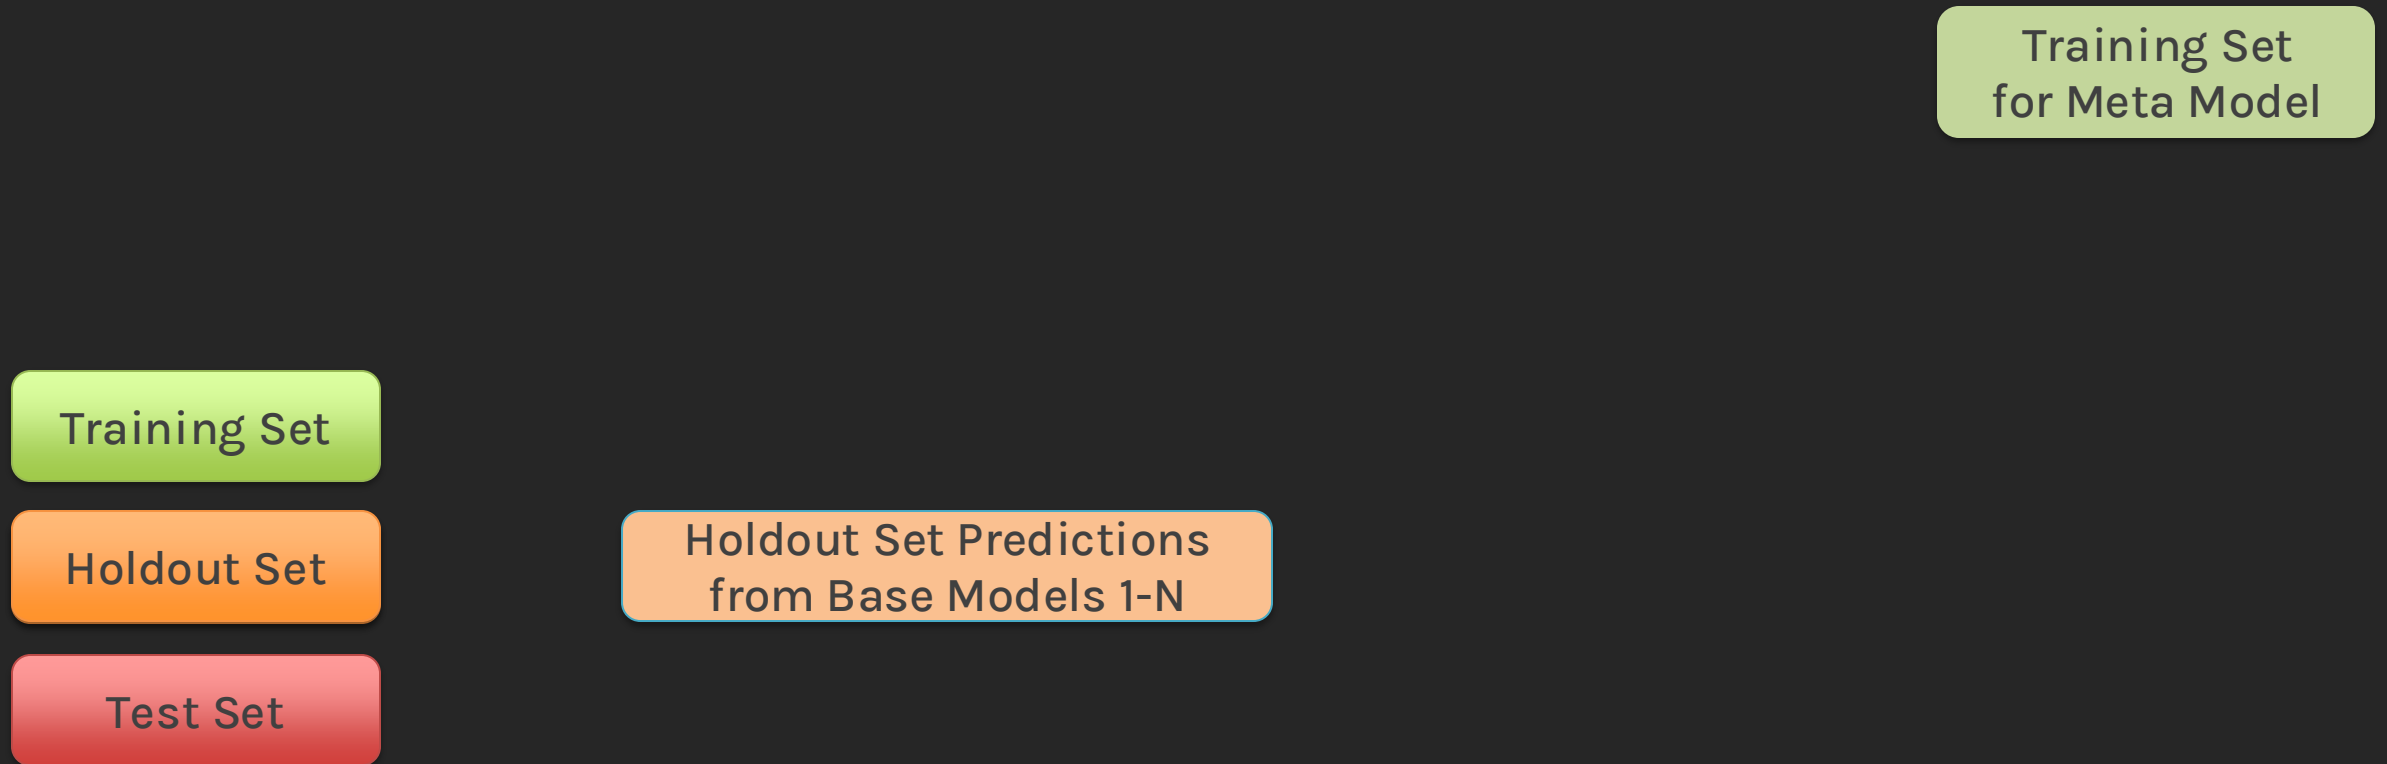 Training Set
for Meta Model
Training Set
Holdout Set
Holdout Set Predictions
from Base Models 1-N
Test Set